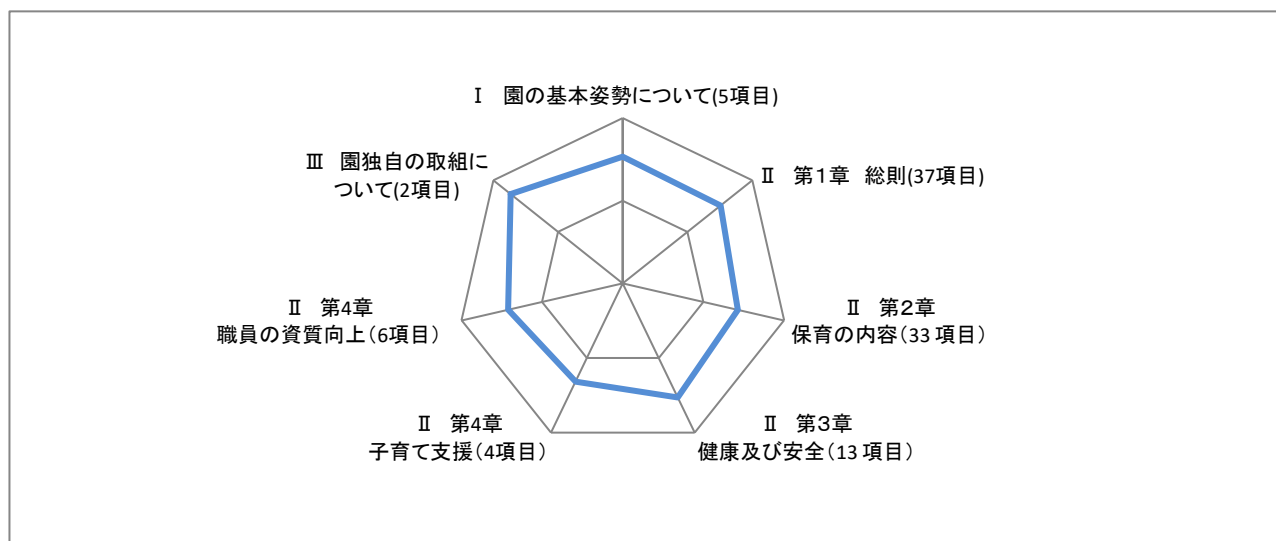 Ⅰ　園の基本姿勢について(5項目)
Ⅱ　第1章　総則(37項目)
Ⅱ　第2章
保育の内容（33 項目）
Ⅱ　第3章
健康及び安全（13 項目）
Ⅱ　第4章
子育て支援（4項目）
Ⅱ　第4章
職員の資質向上（6項目）
Ⅲ　園独自の取組に
ついて(2項目)